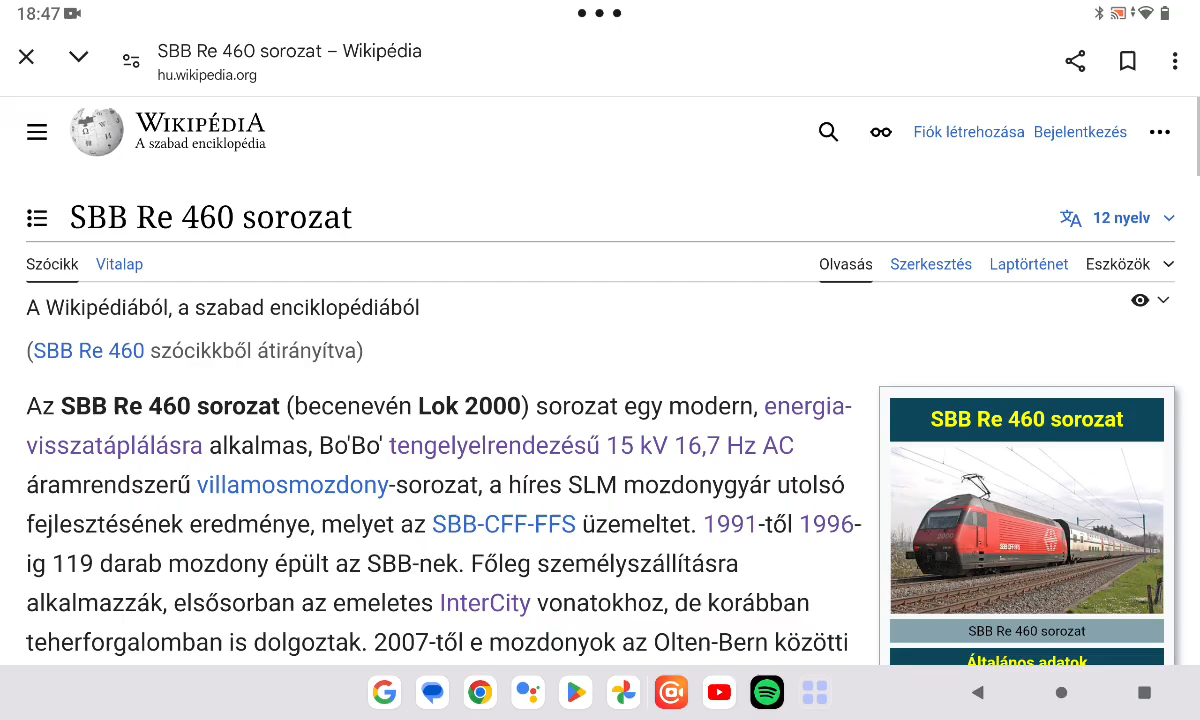 18:47
SBB Re 460 sorozat – Wikipédia
hu.wikipedia.org
WIKIPÉDIA
A szabad enciklopédia
Fiók létrehozása Bejelentkezés
SBB Re 460 sorozat
12 nyelv
Szócikk Vitalap
Olvasás Szerkesztés Laptörténet Eszközök
A Wikipédiából, a szabad enciklopédiából
(SBB Re 460 szócikkből átirányítva)
Az SBB Re 460 sorozat (becenevén Lok 2000) sorozat egy modern, energia-
visszatáplálásra alkalmas, Bo'Bo' tengelyelrendezésű 15 kV 16,7 Hz AC
áramrendszerű villamosmozdony-sorozat, a híres SLM mozdonygyár utolsó
fejlesztésének eredménye, melyet az SBB-CFF-FFS üzemeltet. 1991-től 1996-
ig 119 darab mozdony épült az SBB-nek. Főleg személyszállításra
alkalmazzák, elsősorban az emeletes InterCity vonatokhoz, de korábban
teherforgalomban is dolgoztak. 2007-től e mozdonyok az Olten-Bern közötti
SBB Re 460 sorozat
SBB CFF FFS
SBB Re 460 sorozat
Általános adatok